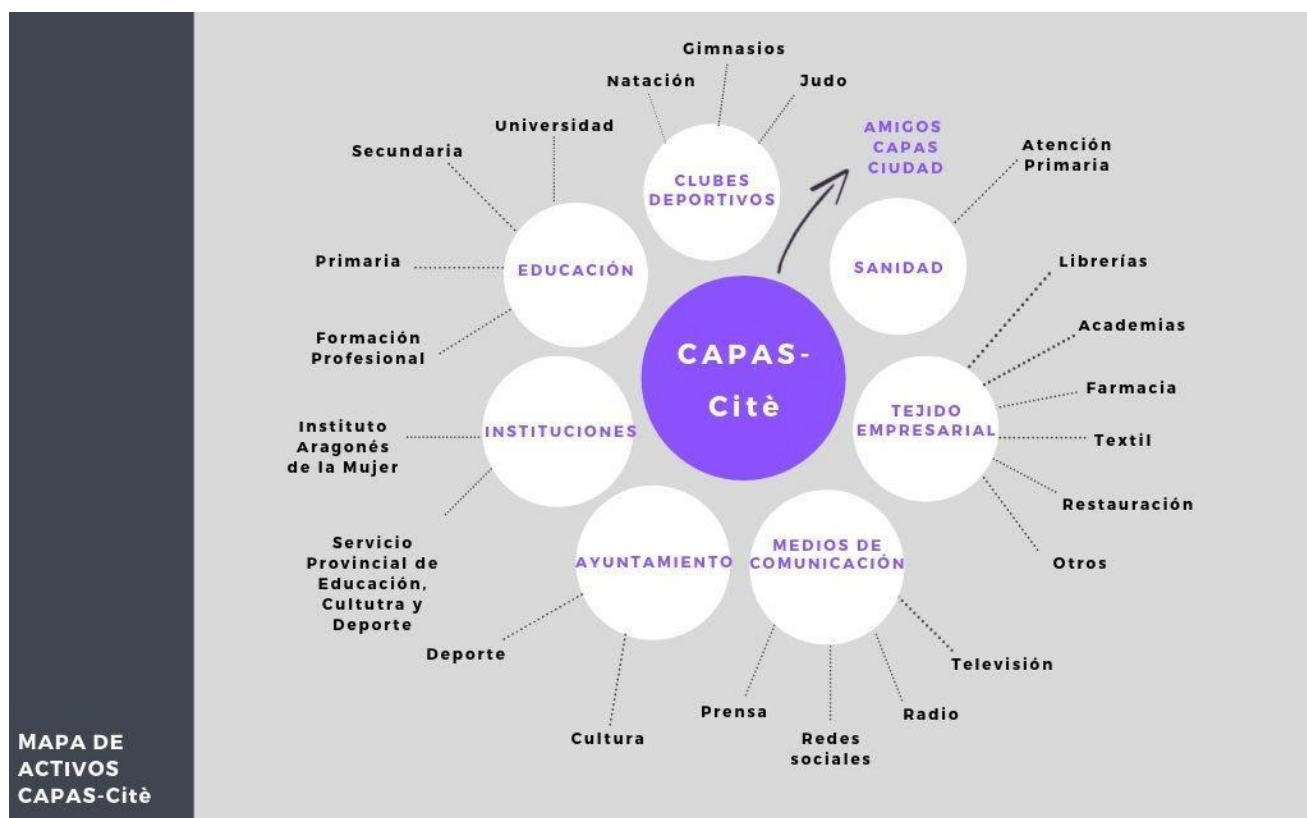 Gimnasios
Natación
Judo
Universidad
Secundaria
Primaria
Formación
Profesional
CLUBES
DEPORTIVOS
AMIGOS
CAPAS
CIUDAD
Atención
Primaria
EDUCACIÓN
SANIDAD
Librerías
Academias
Farmacia
Textil
Restauración
Otros
CAPAS-
Citè
TEJIDO
EMPRESARIAL
INSTITUCIONES
Instituto
Aragonés
de la Mujer
Servicio
Provincial de
Educación,
Cultutra y
Deporte
AYUNTAMIENTO
Deporte
Cultura
MEDIOS DE
COMUNICACIÓN
Prensa
Redes
sociales
Radio
Televisión
MAPA DE
ACTIVOS
CAPAS-Citè